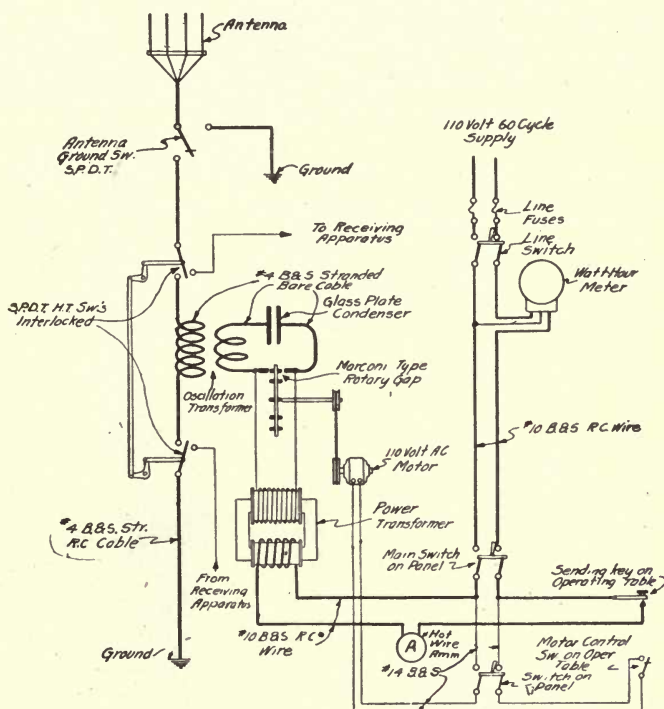 Antenna
Antenna
Ground Sw.
S.P.D.T.
Ground
110 Volt 60 Cycle
Supply
Line
Fuses
Line
Switch
To Receiving
Apparatus
Watt-Hour
Meter
#4 B.&S Stranded
Bare Cable
Glass Plate
Condenser
S.P.D.T. H.T. Sw's
Interlocked
Marconi Type
Rotary Gap
Oscillation
Transformer
#10 B&S R.C Wire
110 Volt AC
Motor
Power
Transformer
#4 B.&S. Str.
R.C Cable
Main Switch
on Panel
Sending key on
Operating Table
From
Receiving
Apparatus
#10 B&S R.C.
Wire
A
Hot
Wire
Amm
Motor Control
Sw. on Oper
Table
Switch on
Panel
#14 B.&S
Ground